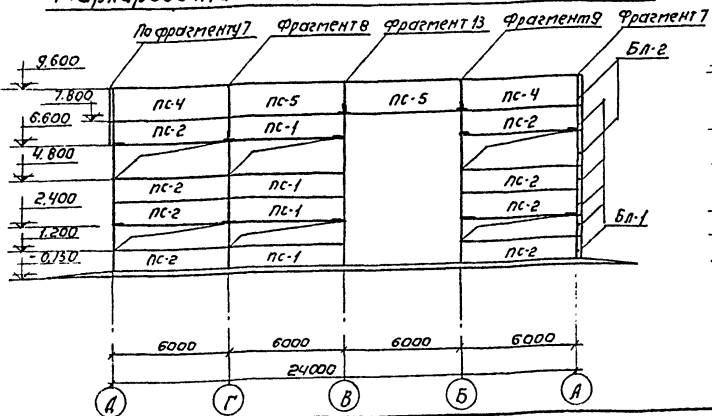 По фрагменту 7 Фрагмент 8 Фрагмент 13 Фрагмент 9 Фрагмент 7
Бл-2
9.600
7.800
6.600
4.800
2.400
1.200
-0.150
ПС-4 ПС-5 ПС-5 ПС-4
ПС-2 ПС-1 ПС-2
ПС-2 ПС-1 ПС-2
ПС-2 ПС-1 ПС-2
ПС-2 ПС-1 ПС-2
Бл-1
6000 6000 6000 6000
24000
Д Г В Б А